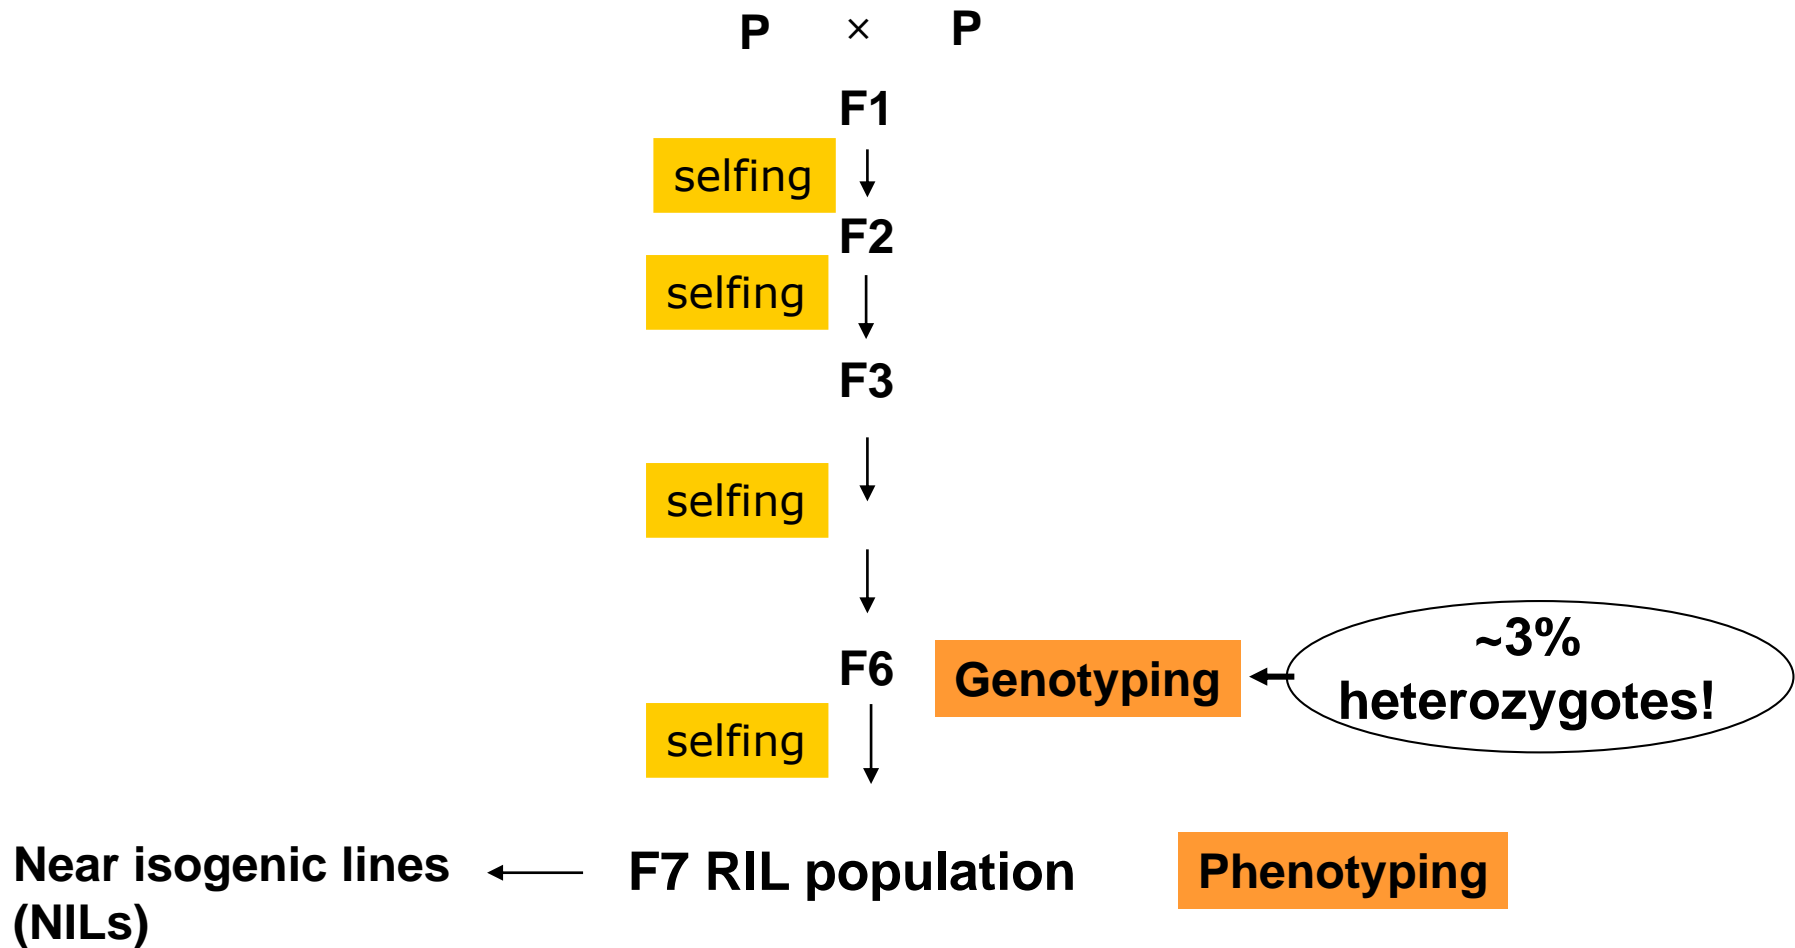 P × P
F1
selfing
F2
selfing
F3
selfing
~3%
heterozygotes!
F6 Genotyping
selfing
Near isogenic lines
(NILs)
F7 RIL population
Phenotyping